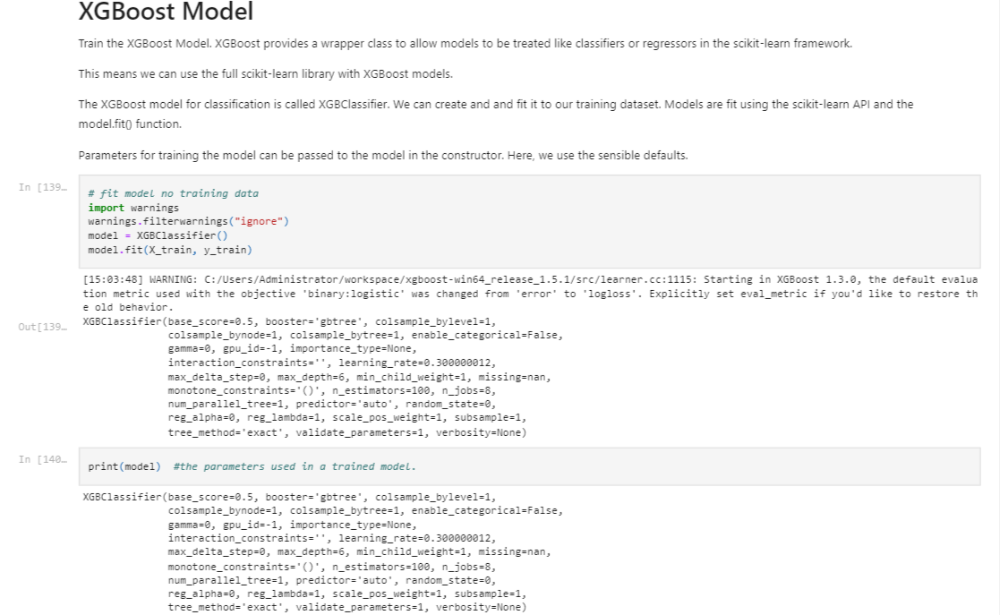 XGBoost Model
Train the XGBoost Model. XGBoost provides a wrapper class to allow models to be treated like classifiers or regressors in the scikit-learn framework.
This means we can use the full scikit-learn library with XGBoost models.
The XGBoost model for classification is called XGBClassifier. We can create and and fit it to our training dataset. Models are fit using the scikit-learn API and the
model.fit() function.
Parameters for training the model can be passed to the model in the constructor. Here, we use the sensible defaults.
In [139…
# fit model no training data
import warnings
warnings.filterwarnings("ignore")
model = XGBClassifier()
model.fit(X_train, y_train)
[15:03:48] WARNING: C:/Users/Administrator/workspace/xgboost-win64_release_1.5.1/src/learner.cc:1115: Starting in XGBoost 1.3.0, the default evalua
tion metric used with the objective 'binary:logistic' was changed from 'error' to 'logloss'. Explicitly set eval_metric if you'd like to restore th
e old behavior.
Out[139…
XGBClassifier(base_score=0.5, booster='gbtree', colsample_bylevel=1,
colsample_bynode=1, colsample_bytree=1, enable_categorical=False,
gamma=0, gpu_id=-1, importance_type=None,
interaction_constraints='', learning_rate=0.300000012,
max_delta_step=0, max_depth=6, min_child_weight=1, missing=nan,
monotone_constraints='()', n_estimators=100, n_jobs=8,
num_parallel_tree=1, predictor='auto', random_state=0,
reg_alpha=0, reg_lambda=1, scale_pos_weight=1, subsample=1,
tree_method='exact', validate_parameters=1, verbosity=None)
In [140…
print(model)  #the parameters used in a trained model.
XGBClassifier(base_score=0.5, booster='gbtree', colsample_bylevel=1,
colsample_bynode=1, colsample_bytree=1, enable_categorical=False,
gamma=0, gpu_id=-1, importance_type=None,
interaction_constraints='', learning_rate=0.300000012,
max_delta_step=0, max_depth=6, min_child_weight=1, missing=nan,
monotone_constraints='()', n_estimators=100, n_jobs=8,
num_parallel_tree=1, predictor='auto', random_state=0,
reg_alpha=0, reg_lambda=1, scale_pos_weight=1, subsample=1,
tree_method='exact', validate_parameters=1, verbosity=None)